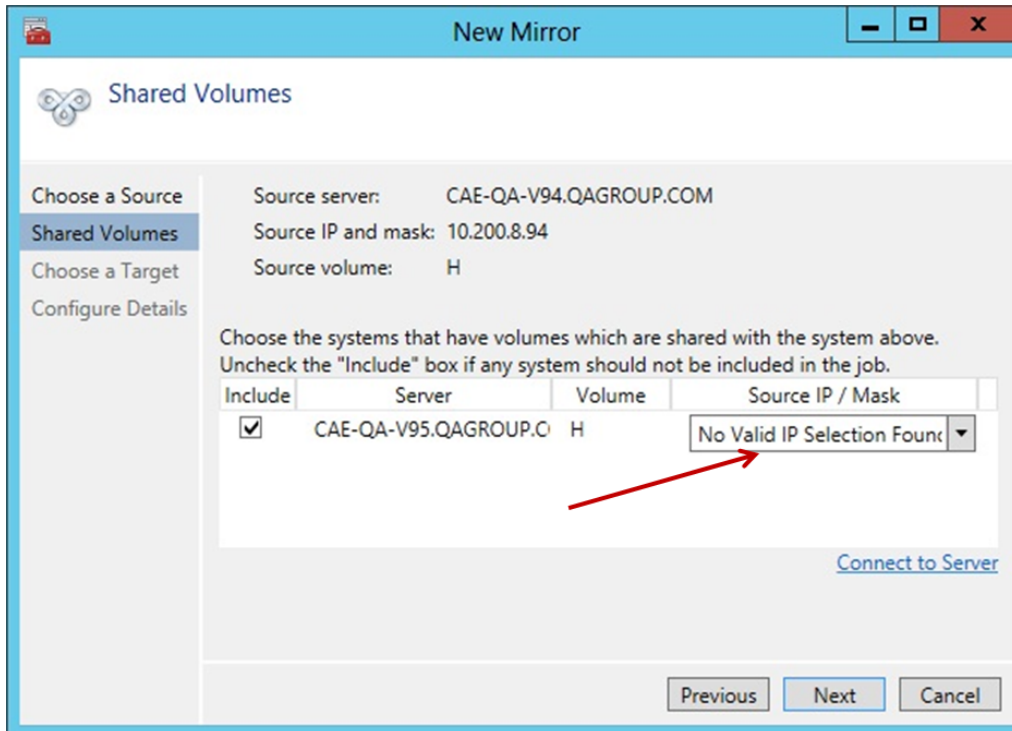 New Mirror
Shared Volumes
Choose a Source
Shared Volumes
Choose a Target
Configure Details
Source server: CAE-QA-V94.QAGROUP.COM
Source IP and mask: 10.200.8.94
Source volume: H
Choose the systems that have volumes which are shared with the system above.
Uncheck the "Include" box if any system should not be included in the job.
Include Server Volume Source IP / Mask
CAE-QA-V95.QAGROUP.C H No Valid IP Selection Foun
Connect to Server
Previous Next Cancel